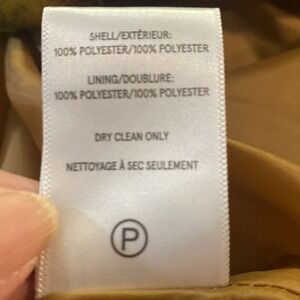 SHELL/EXTÉRIEUR:
100% POLYESTER/100% POLYESTER
LINING/DOUBLURE:
100% POLYESTER/100% POLYESTER
DRY CLEAN ONLY
NETTOYAGE À SEC SEULEMENT
P